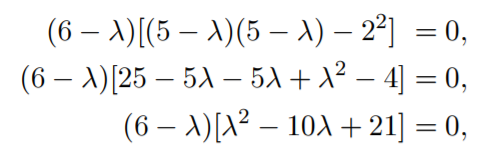 (6 − λ)[(5 − λ)(5 − λ) − 2²] = 0,
(6 − λ)[25 − 5λ − 5λ + λ² − 4] = 0,
(6 − λ)[λ² − 10λ + 21] = 0,